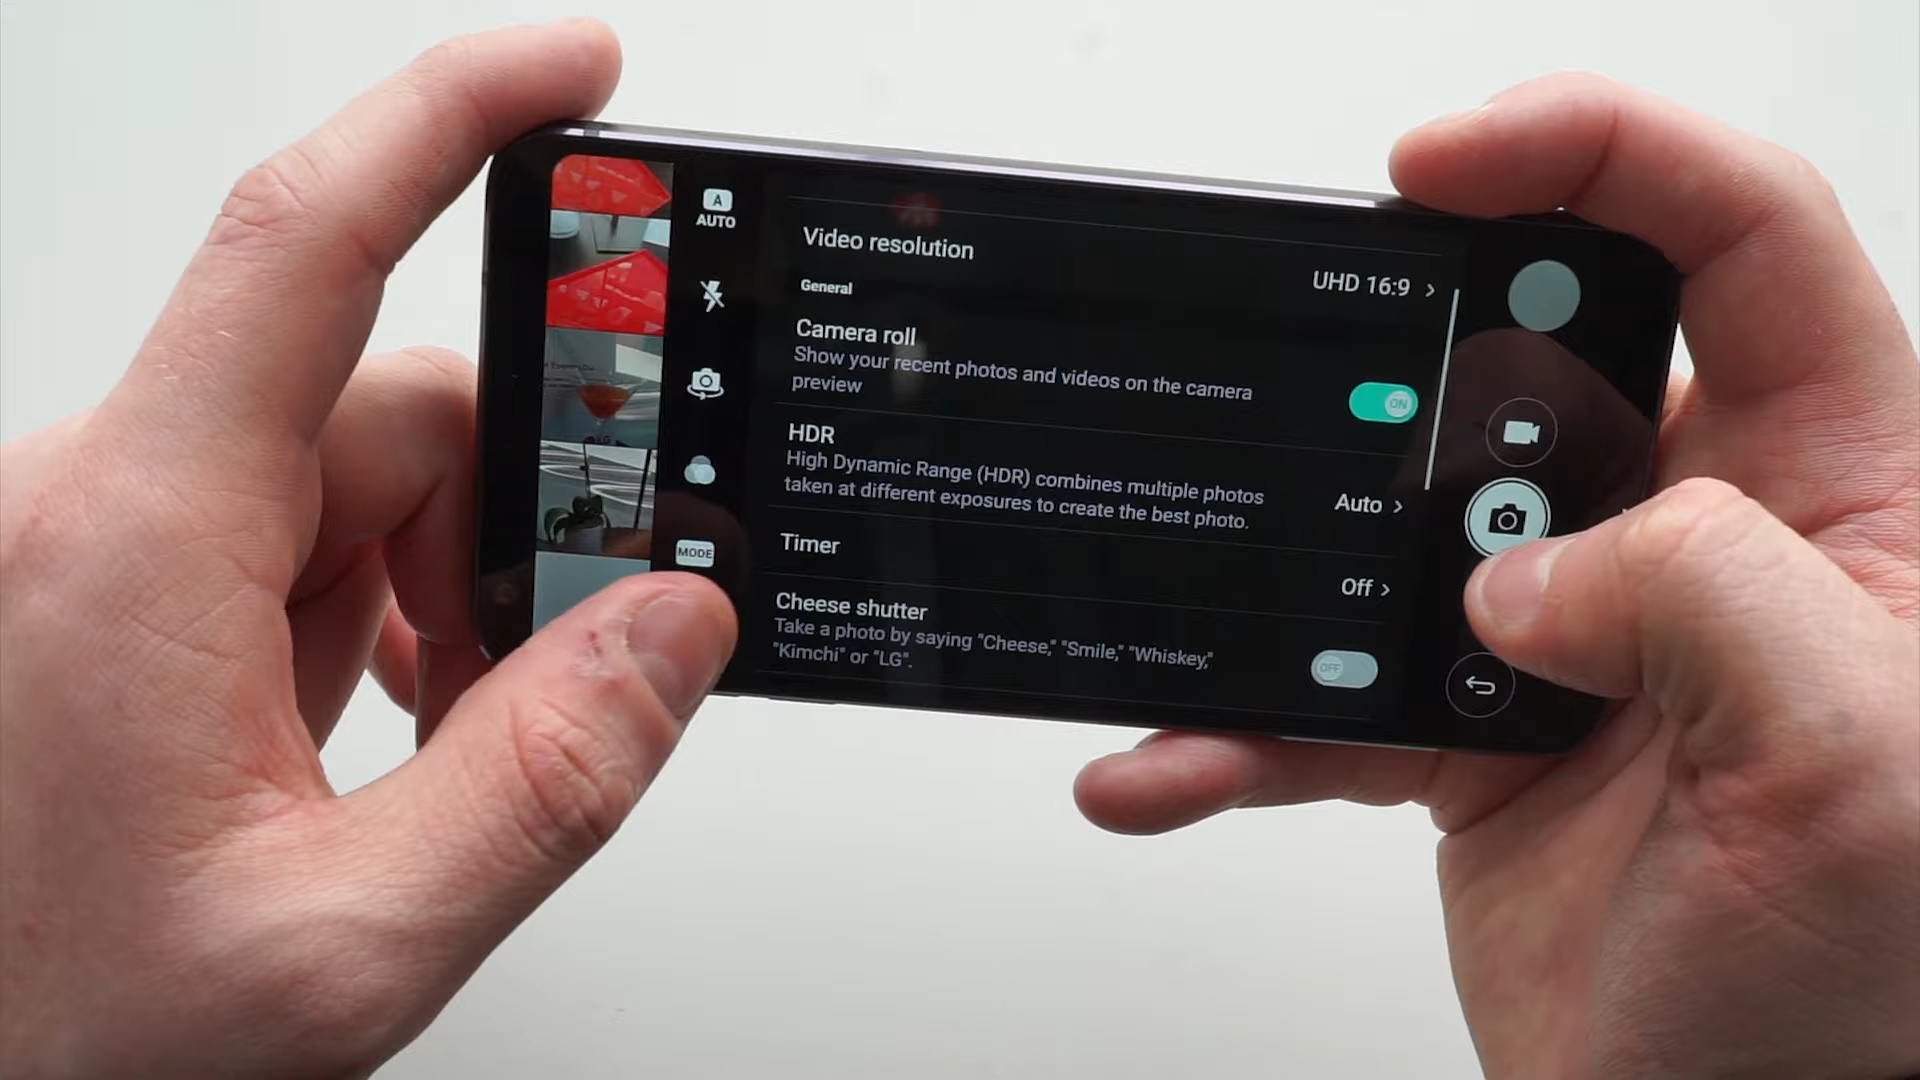 A
AUTO
Video resolution
UHD 16:9
General
Camera roll
Show your recent photos and videos on the camera
preview
ON
HDR
High Dynamic Range (HDR) combines multiple photos
taken at different exposures to create the best photo.
Auto
Timer
Off
MODE
Cheese shutter
Take a photo by saying "Cheese," "Smile," "Whiskey,"
"Kimchi" or "LG".
OFF